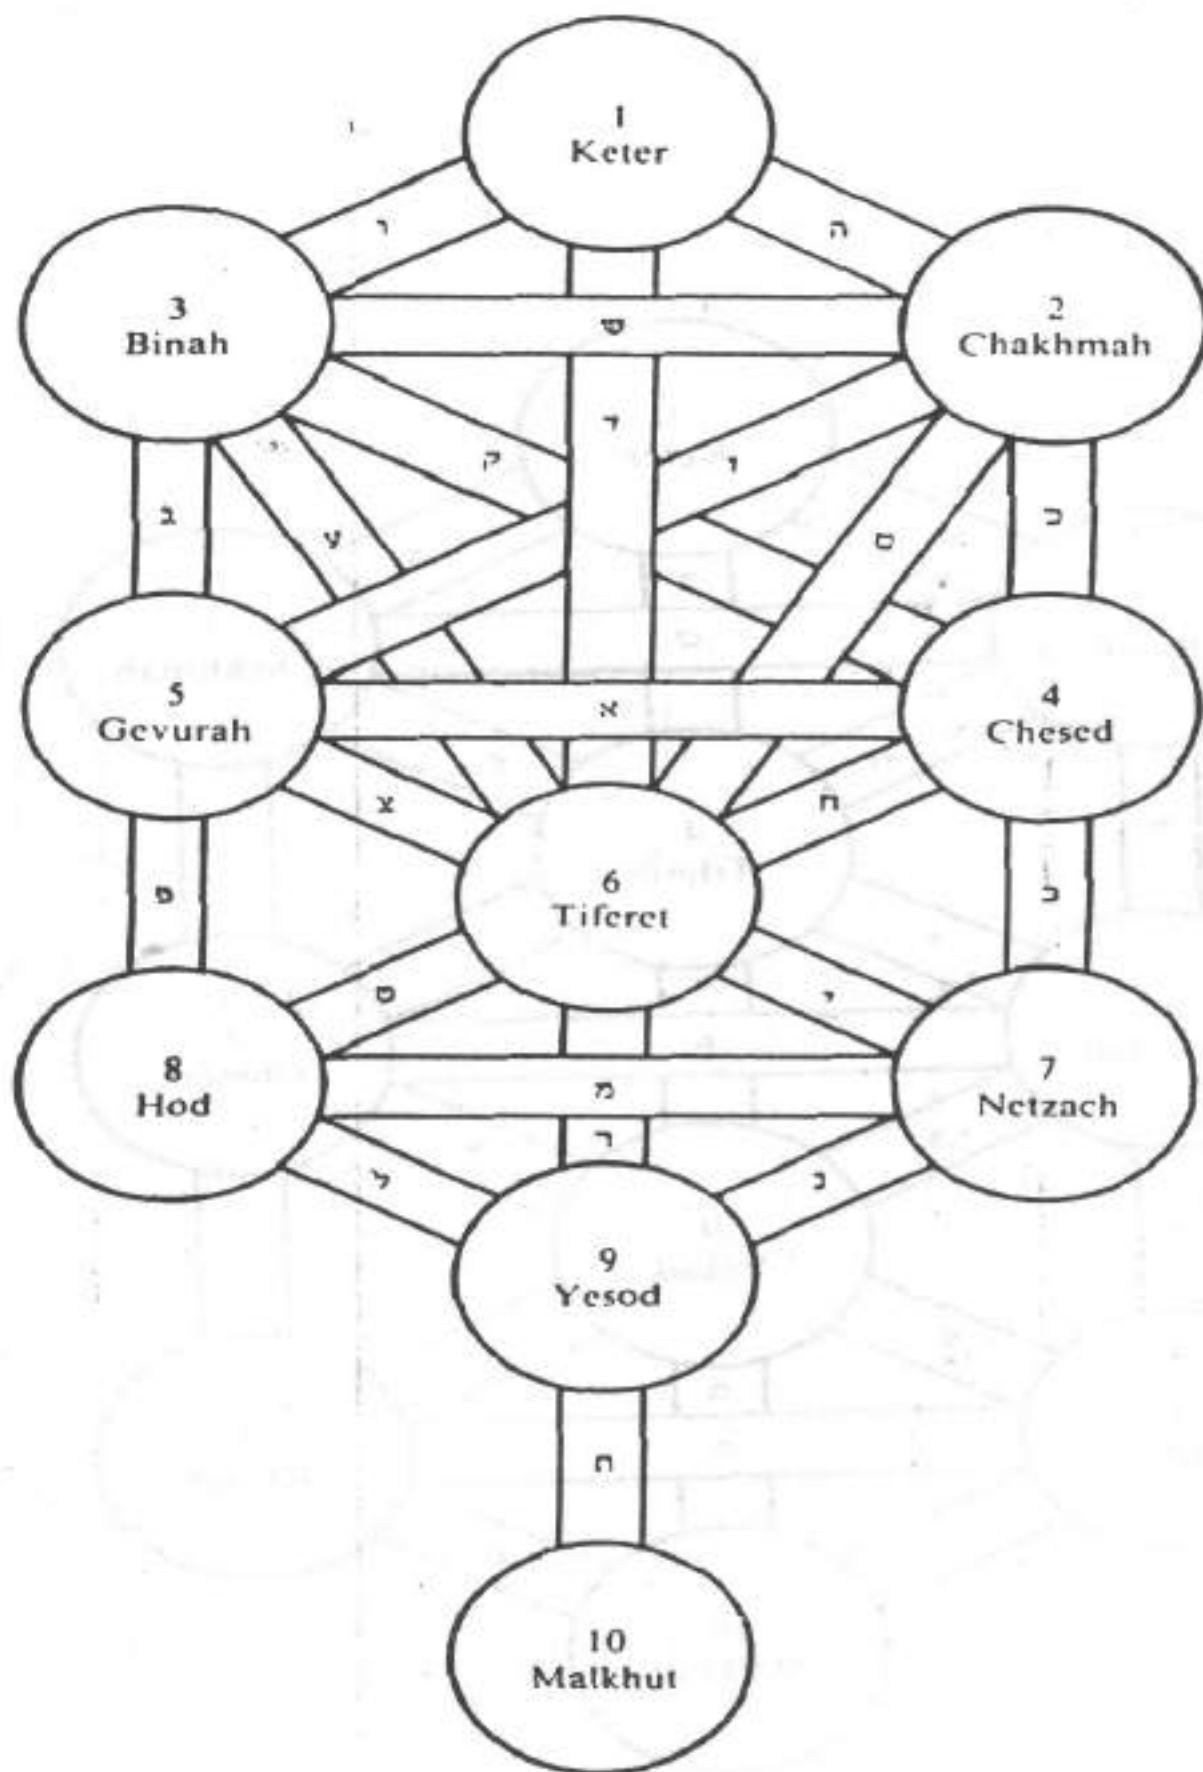 1
Keter
ו
ה
3
Binah
2
Chakhmah
ש
ד
ק
ז
צ
ם
ב
5
Gevurah
4
Chesed
א
ח
פ
6
Tiferet
ט
י
8
Hod
7
Netzach
מ
ר
ל
נ
9
Yesod
ת
10
Malkhut